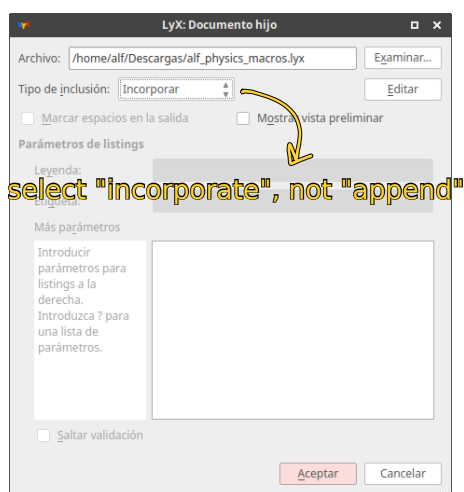 LyX: Documento hijo
Archivo: /home/alf/Descargas/alf_physics_macros.lyx Examinar...
Tipo de inclusión: Incorporar Editar
Marcar espacios en la salida Mostrar vista preliminar
Parámetros de listings
Leyenda:
select "incorporate", not "append"
Etiqueta:
Más parámetros
Introducir
parámetros para
listings a la
derecha.
Introduzca ? para
una lista de
parámetros.
Saltar validación
Aceptar Cancelar